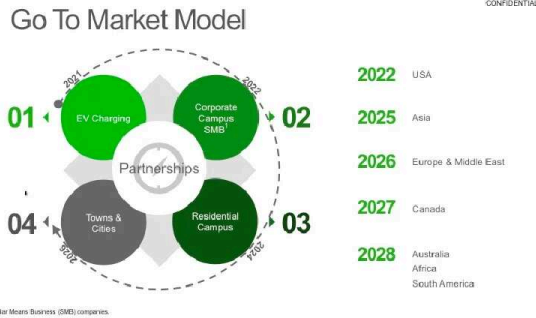 CONFIDENTIAL
Go To Market Model
2021
2022
01
EV Charging
Corporate
Campus
SMB1
02
Partnerships
04
Towns &
Cities
Residential
Campus
03
2026
2024
2022 USA
2025 Asia
2026 Europe & Middle East
2027 Canada
2028 Australia
Africa
South America
Means Business (SMB) companies.